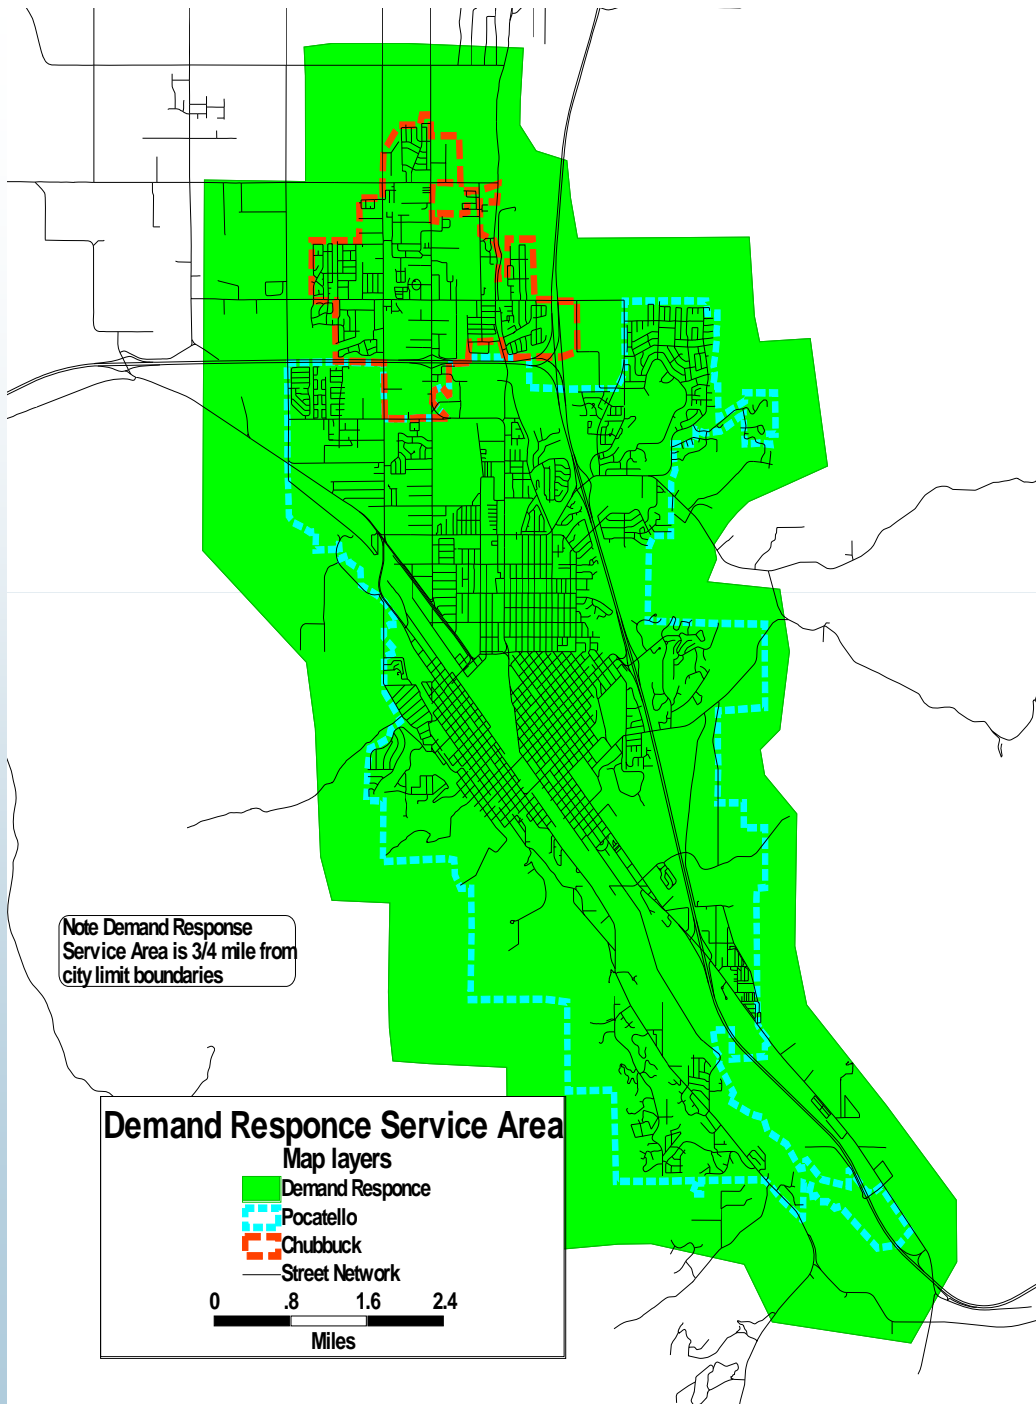 Note Demand Response
Service Area is 3/4 mile from
city limit boundaries
Demand Responce Service Area
Map layers
Demand Responce
Pocatello
Chubbuck
Street Network
0 .8 1.6 2.4
Miles